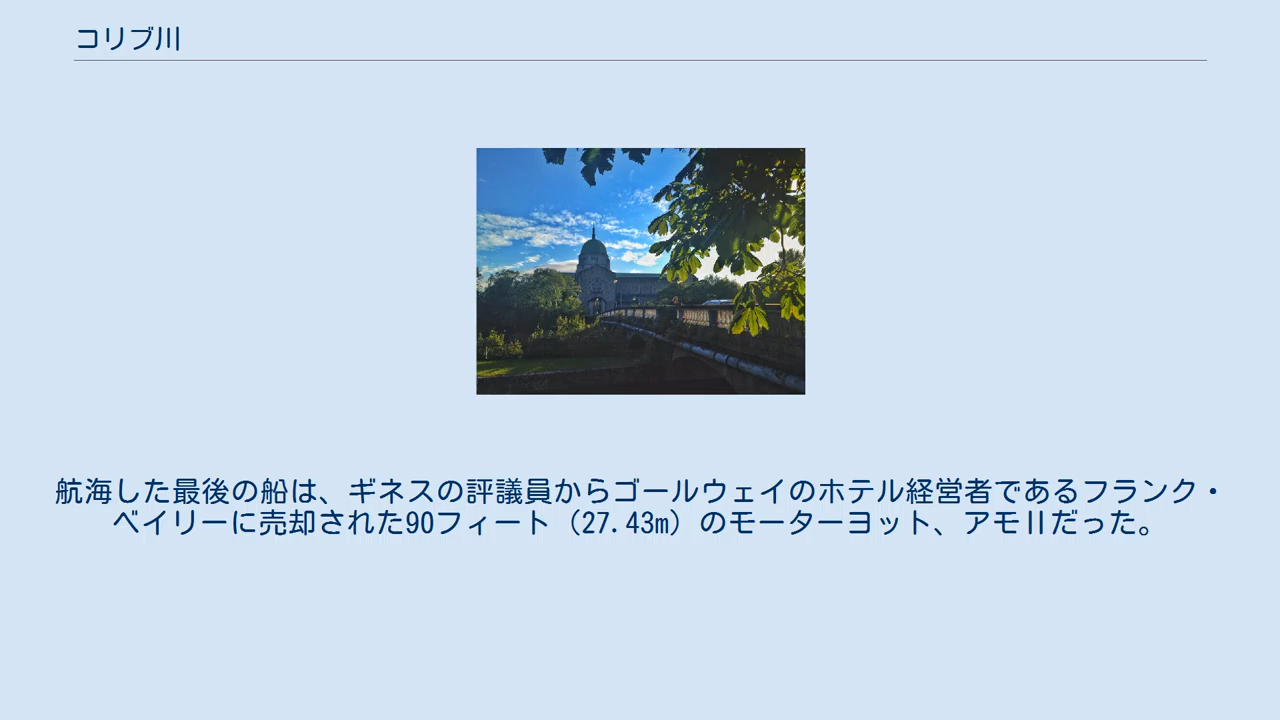 コリブ川
航海した最後の船は、ギネスの評議員からゴールウェイのホテル経営者であるフランク・
ベイリーに売却された90フィート（27.43m）のモーターヨット、アモIIだった。